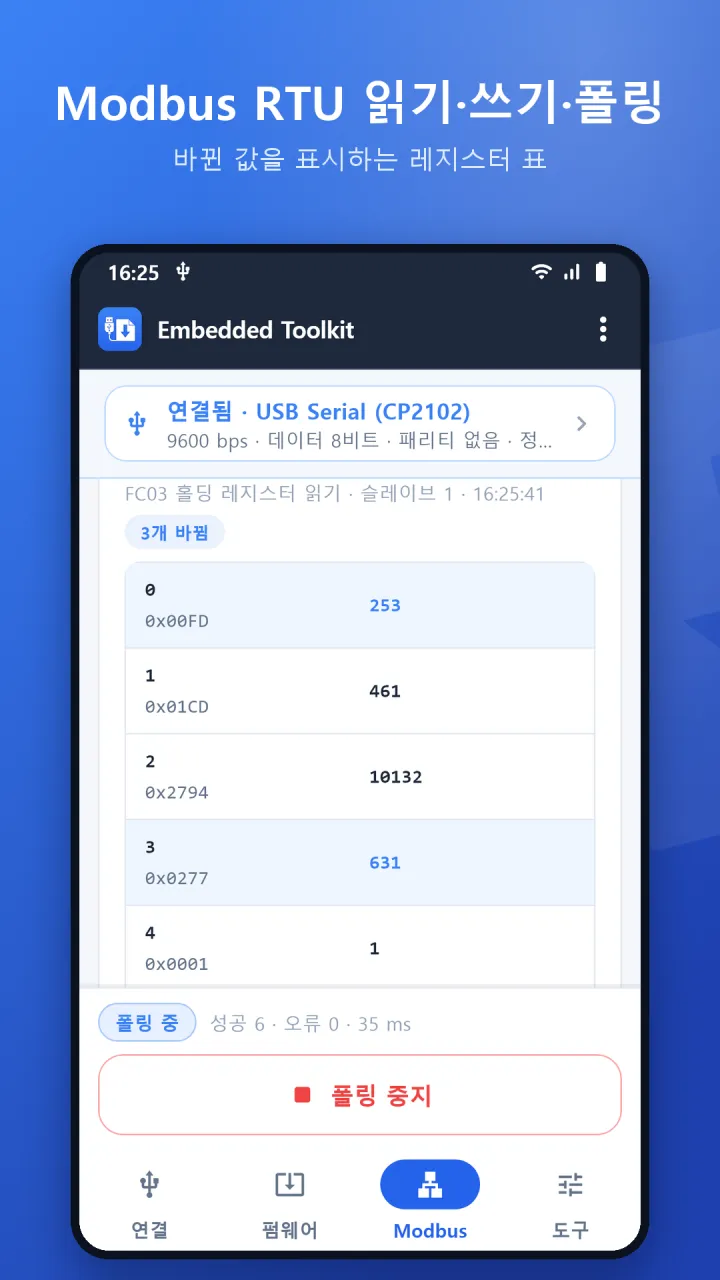 Modbus RTU 읽기·쓰기·폴링
바뀐 값을 표시하는 레지스터 표
16:25
Embedded Toolkit
연결됨 · USB Serial (CP2102)
9600 bps · 데이터 8비트 · 패리티 없음 · 정...
FC03 홀딩 레지스터 읽기 · 슬레이브 1 · 16:25:41
3개 바뀜
0
0x00FD
253
1
0x01CD
461
2
0x2794
10132
3
0x0277
631
4
0x0001
1
폴링 중
성공 6 · 오류 0 · 35 ms
폴링 중지
연결
펌웨어
Modbus
도구